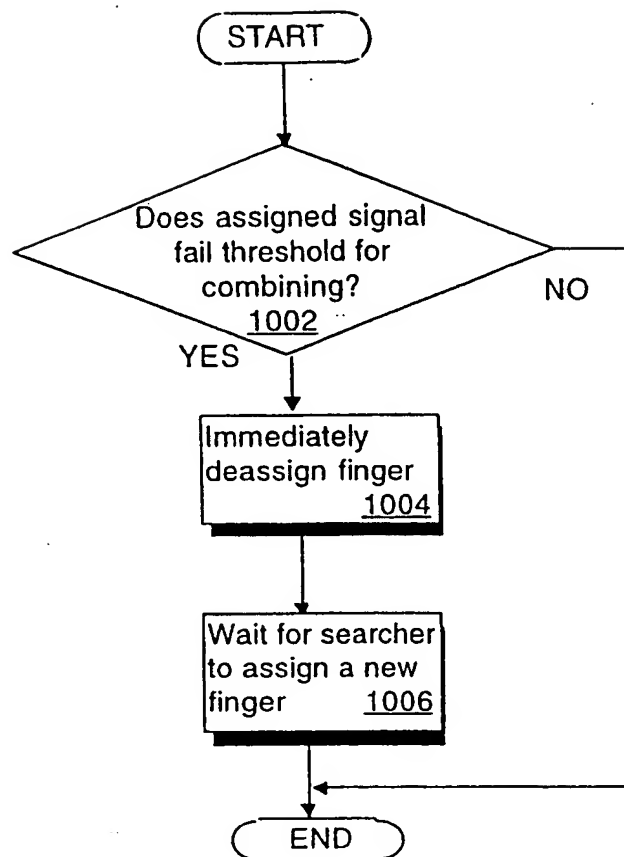 START
Does assigned signal
fail threshold for
combining?
1002
NO
YES
Immediately
deassign finger
1004
Wait for searcher
to assign a new
finger 1006
END